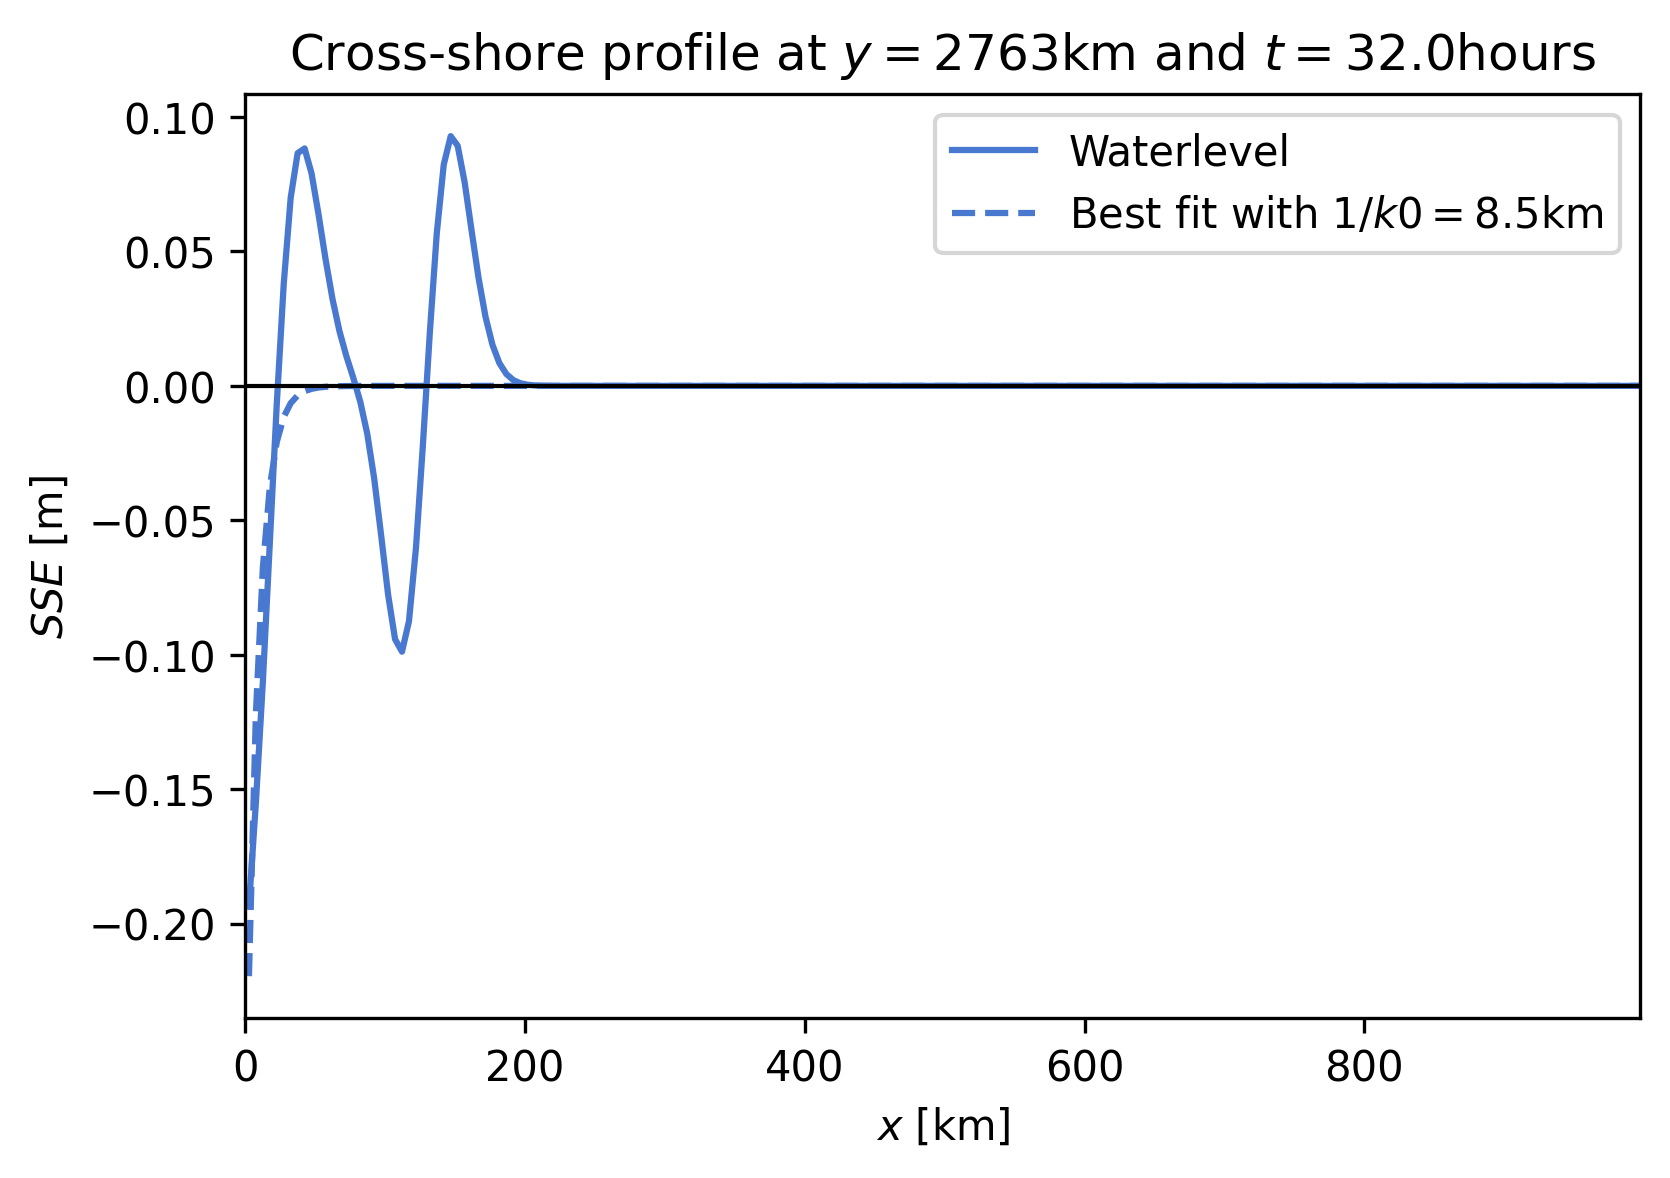 Cross-shore profile at y = 2763km and t = 32.0hours
Waterlevel
Best fit with 1/k0 = 8.5km
0.10
0.05
0.00
−0.05
−0.10
−0.15
−0.20
SSE [m]
0 200 400 600 800
x [km]